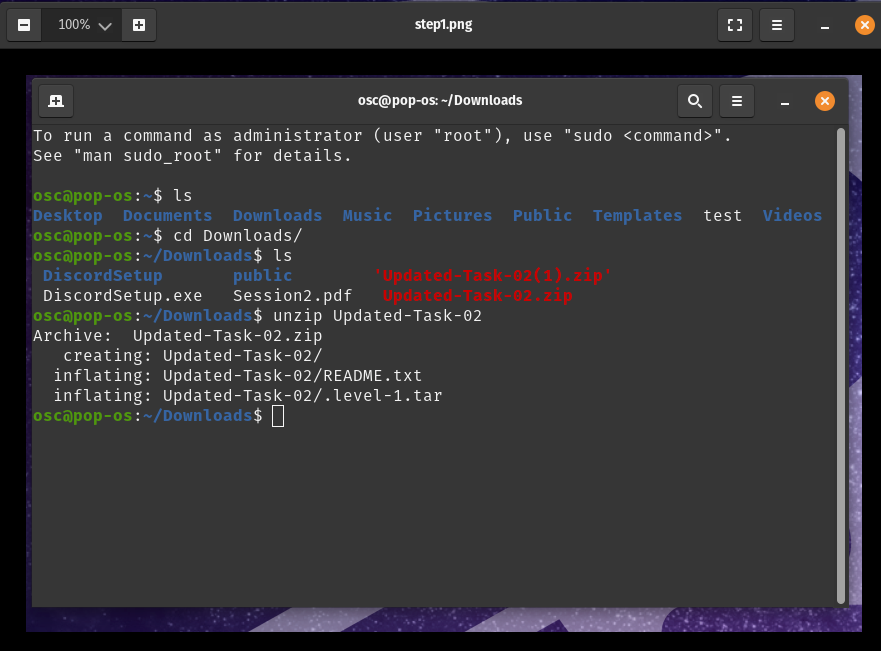 100%
step1.png
osc@pop-os: ~/Downloads
To run a command as administrator (user "root"), use "sudo <command>".
See "man sudo_root" for details.
osc@pop-os:~$ ls
Desktop  Documents  Downloads  Music  Pictures  Public  Templates  test  Videos
osc@pop-os:~$ cd Downloads/
osc@pop-os:~/Downloads$ ls
 DiscordSetup       public        'Updated-Task-02(1).zip'
 DiscordSetup.exe   Session2.pdf   Updated-Task-02.zip
osc@pop-os:~/Downloads$ unzip Updated-Task-02
Archive:  Updated-Task-02.zip
   creating: Updated-Task-02/
  inflating: Updated-Task-02/README.txt
  inflating: Updated-Task-02/.level-1.tar
osc@pop-os:~/Downloads$